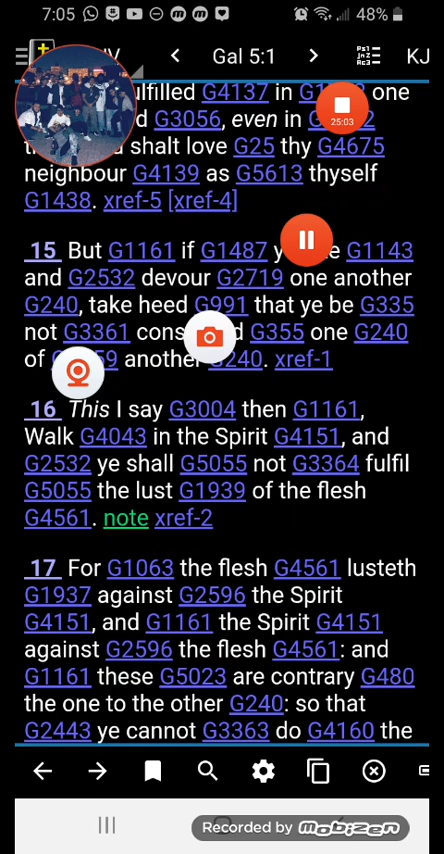 7:05 48%
V < Gal 5:1 > Ps1 Jn2 Rc3 KJ
ulfilled G4137 in one
d G3056, even in
shalt love G25 thy G4675
neighbour G4139 as G5613 thyself
G1438. xref-5 [xref-4]
25:03
15 But G1161 if G1487 G1143
and G2532 devour G2719 one another
G240, take heed G991 that ye be G335
not G3361 cons d G355 one G240
of another G240. xref-1
16 This I say G3004 then G1161,
Walk G4043 in the Spirit G4151, and
G2532 ye shall G5055 not G3364 fulfil
G5055 the lust G1939 of the flesh
G4561. note xref-2
17 For G1063 the flesh G4561 lusteth
G1937 against G2596 the Spirit
G4151, and G1161 the Spirit G4151
against G2596 the flesh G4561: and
G1161 these G5023 are contrary G480
the one to the other G240: so that
G2443 ye cannot G3363 do G4160 the
Recorded by Mobizen